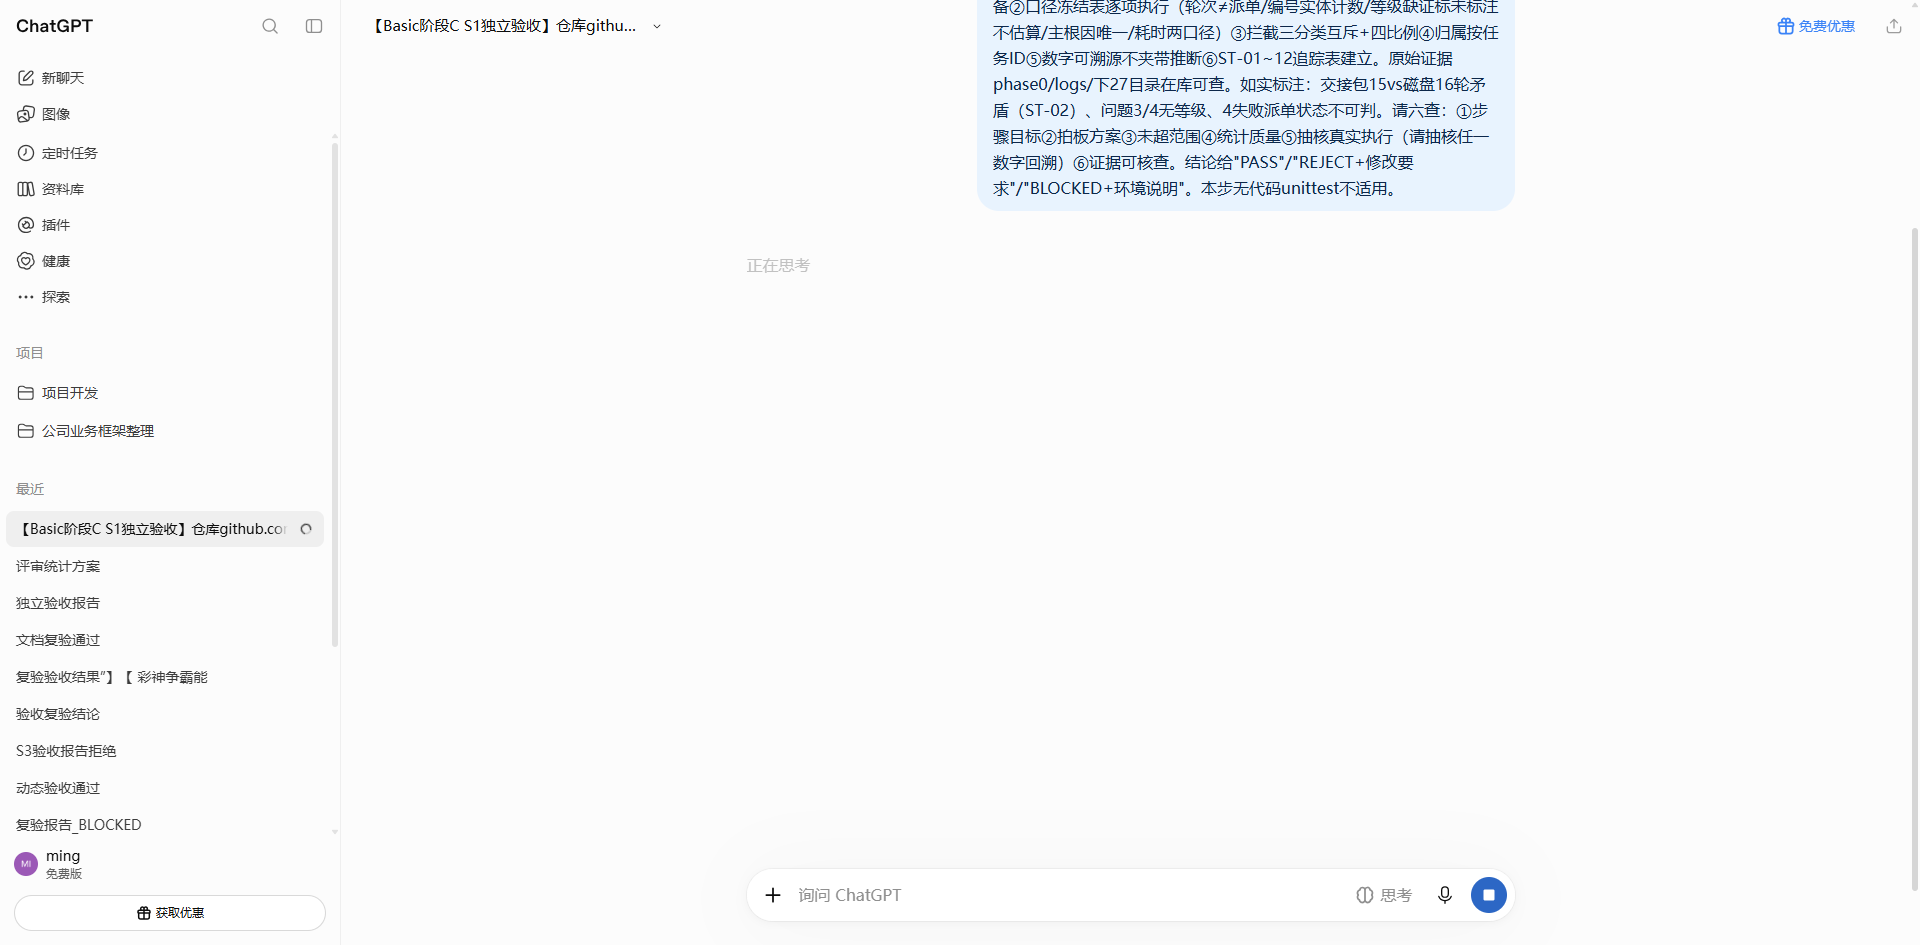 ChatGPT
新聊天
图像
定时任务
资料库
插件
健康
探索
项目
项目开发
公司业务框架整理
最近
【Basic阶段C S1独立验收】仓库github.co
评审统计方案
独立验收报告
文档复验通过
复验验收结果"】【 彩神争霸能
验收复验结论
S3验收报告拒绝
动态验收通过
复验报告_BLOCKED
MI
ming
免费版
获取优惠
【Basic阶段C S1独立验收】仓库githu...
免费优惠
备②口径冻结表逐项执行（轮次≠派单/编号实体计数/等级缺证标未标注
不估算/主根因唯一/耗时两口径）③拦截三分类互斥+四比例④归属按任
务ID⑤数字可溯源不夹带推断⑥ST-01~12追踪表建立。原始证据
phase0/logs/下27目录在库可查。如实标注：交接包15vs磁盘16轮矛
盾（ST-02）、问题3/4无等级、4失败派单状态不可判。请六查：①步
骤目标②拍板方案③未超范围④统计质量⑤抽核真实执行（请抽核任一
数字回溯）⑥证据可核查。结论给"PASS"/"REJECT+修改要
求"/"BLOCKED+环境说明"。本步无代码unittest不适用。
正在思考
询问 ChatGPT
思考